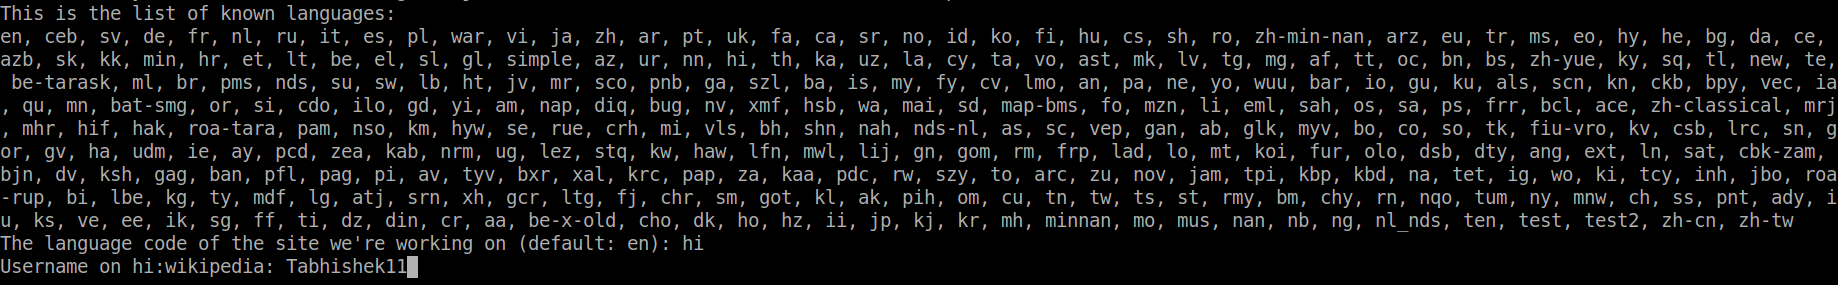 This is the list of known languages:
en, ceb, sv, de, fr, nl, ru, it, es, pl, war, vi, ja, zh, ar, pt, uk, fa, ca, sr, no, id, ko, fi, hu, cs, sh, ro, zh-min-nan, arz, eu, tr, ms, eo, hy, he, bg, da, ce,
azb, sk, kk, min, hr, et, lt, be, el, sl, gl, simple, az, ur, nn, hi, th, ka, uz, la, cy, ta, vo, ast, mk, lv, tg, mg, af, tt, oc, bn, bs, zh-yue, ky, sq, tl, new, te,
be-tarask, ml, br, pms, nds, su, sw, lb, ht, jv, mr, sco, pnb, ga, szl, ba, is, my, fy, cv, lmo, an, pa, ne, yo, wuu, bar, io, gu, ku, als, scn, kn, ckb, bpy, vec, ia
, qu, mn, bat-smg, or, si, cdo, ilo, gd, yi, am, nap, diq, bug, nv, xmf, hsb, wa, mai, sd, map-bms, fo, mzn, li, eml, sah, os, sa, ps, frr, bcl, ace, zh-classical, mrj
, mhr, hif, hak, roa-tara, pam, nso, km, hyw, se, rue, crh, mi, vls, bh, shn, nah, nds-nl, as, sc, vep, gan, ab, glk, myv, bo, co, so, tk, fiu-vro, kv, csb, lrc, sn, g
or, gv, ha, udm, ie, ay, pcd, zea, kab, nrm, ug, lez, stq, kw, haw, lfn, mwl, lij, gn, gom, rm, frp, lad, lo, mt, koi, fur, olo, dsb, dty, ang, ext, ln, sat, cbk-zam,
bjn, dv, ksh, gag, ban, pfl, pag, pi, av, tyv, bxr, xal, krc, pap, za, kaa, pdc, rw, szy, to, arc, zu, nov, jam, tpi, kbp, kbd, na, tet, ig, wo, ki, tcy, inh, jbo, roa
-rup, bi, lbe, kg, ty, mdf, lg, atj, srn, xh, gcr, ltg, fj, chr, sm, got, kl, ak, pih, om, cu, tn, tw, ts, st, rmy, bm, chy, rn, nqo, tum, ny, mnw, ch, ss, pnt, ady, i
u, ks, ve, ee, ik, sg, ff, ti, dz, din, cr, aa, be-x-old, cho, dk, ho, hz, ii, jp, kj, kr, mh, minnan, mo, mus, nan, nb, ng, nl_nds, ten, test, test2, zh-cn, zh-tw
The language code of the site we're working on (default: en): hi
Username on hi:wikipedia: Tabhishek11